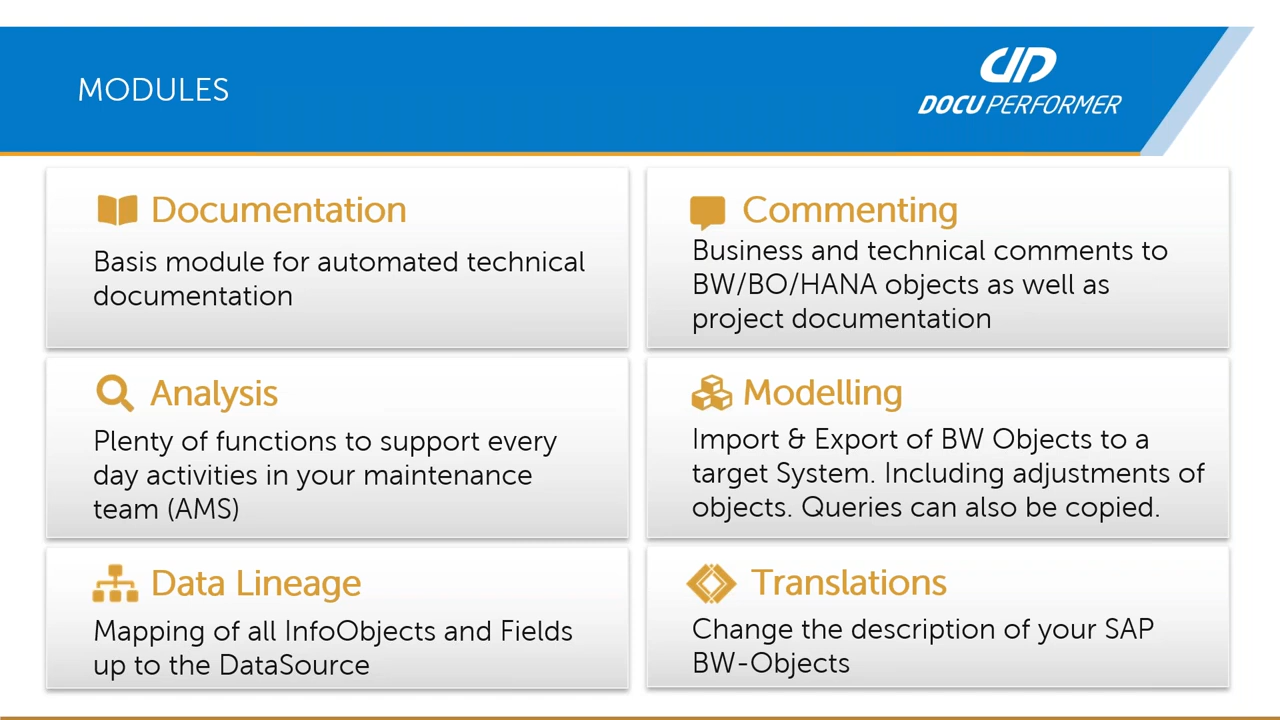 MODULES
DOCU PERFORMER
Documentation
Basis module for automated technical
documentation
Commenting
Business and technical comments to
BW/BO/HANA objects as well as
project documentation
Analysis
Plenty of functions to support every
day activities in your maintenance
team (AMS)
Modelling
Import & Export of BW Objects to a
target System. Including adjustments of
objects. Queries can also be copied.
Data Lineage
Mapping of all InfoObjects and Fields
up to the DataSource
Translations
Change the description of your SAP
BW-Objects